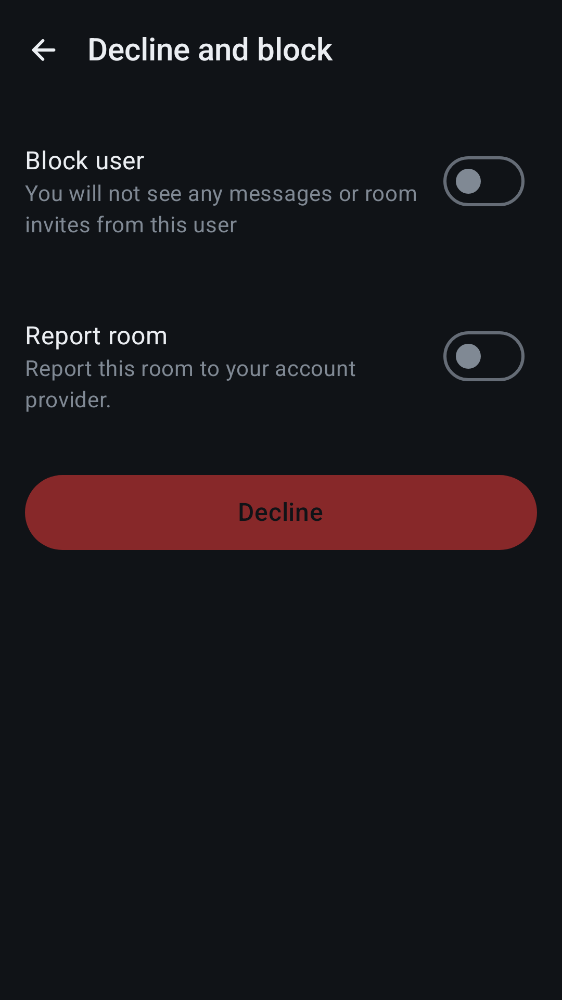 Decline and block
Block user
You will not see any messages or room
invites from this user
Report room
Report this room to your account
provider.
Decline